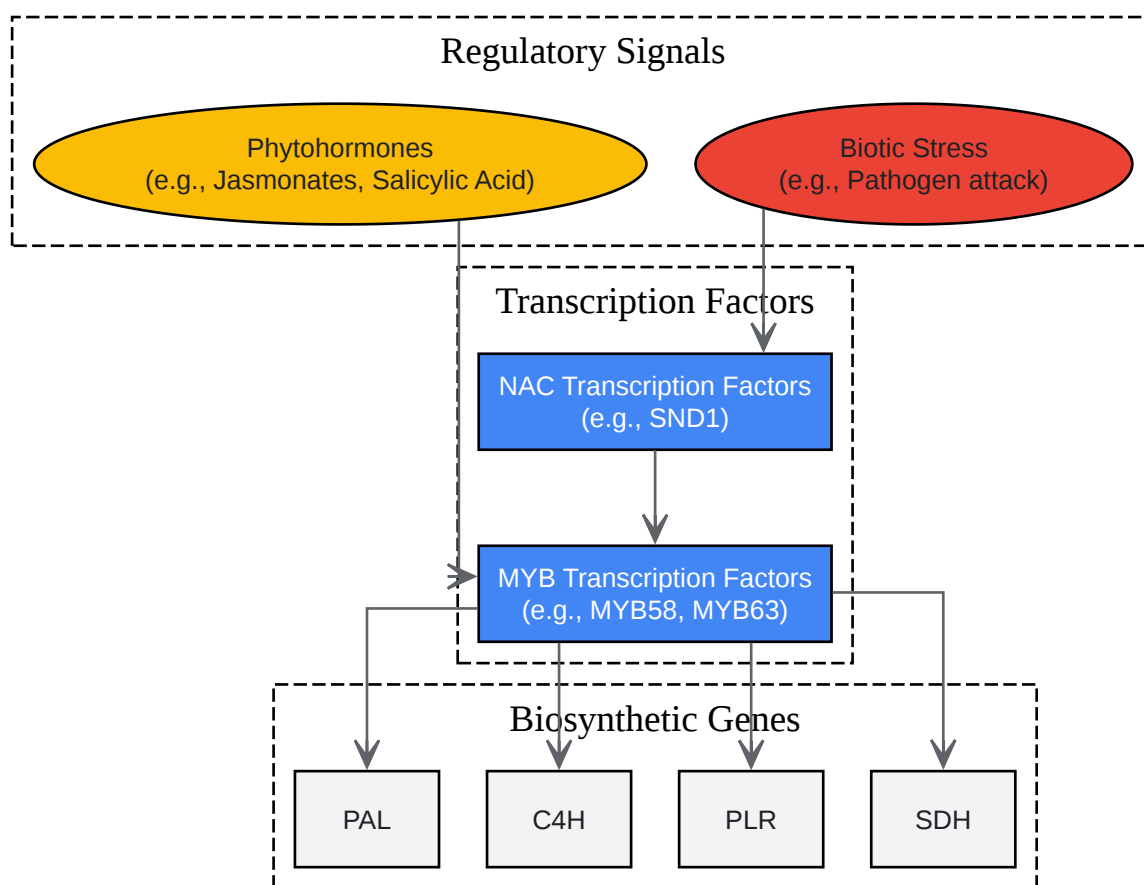 Regulatory Signals
Phytohormones
(e.g., Jasmonates, Salicylic Acid)
Biotic Stress
(e.g., Pathogen attack)
Transcription Factors
NAC Transcription Factors
(e.g., SND1)
MYB Transcription Factors
(e.g., MYB58, MYB63)
Biosynthetic Genes
PAL
C4H
PLR
SDH